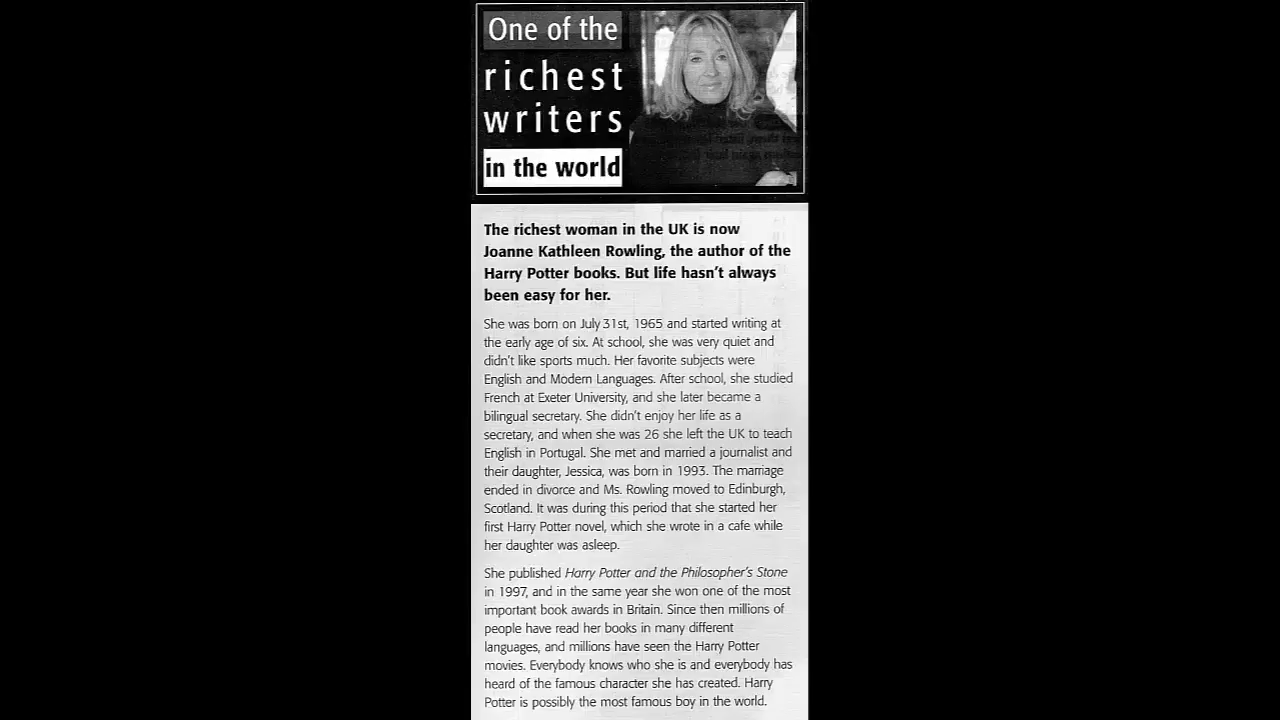 One of the
richest
writers
in the world
The richest woman in the UK is now
Joanne Kathleen Rowling, the author of the
Harry Potter books. But life hasn't always
been easy for her.
She was born on July 31st, 1965 and started writing at
the early age of six. At school, she was very quiet and
didn't like sports much. Her favorite subjects were
English and Modern Languages. After school, she studied
French at Exeter University, and she later became a
bilingual secretary. She didn't enjoy her life as a
secretary, and when she was 26 she left the UK to teach
English in Portugal. She met and married a journalist and
their daughter, Jessica, was born in 1993. The marriage
ended in divorce and Ms. Rowling moved to Edinburgh,
Scotland. It was during this period that she started her
first Harry Potter novel, which she wrote in a cafe while
her daughter was asleep.
She published Harry Potter and the Philosopher's Stone
in 1997, and in the same year she won one of the most
important book awards in Britain. Since then millions of
people have read her books in many different
languages, and millions have seen the Harry Potter
movies. Everybody knows who she is and everybody has
heard of the famous character she has created. Harry
Potter is possibly the most famous boy in the world.